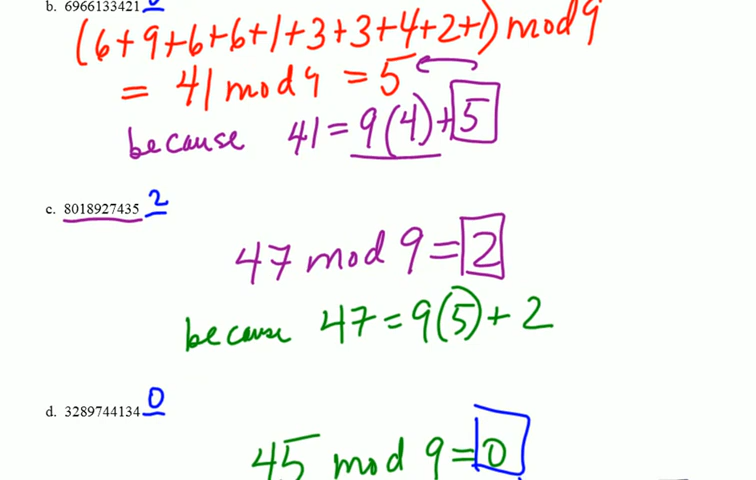 b. 6966133421
(6+9+6+6+1+3+3+4+2+1) mod 9
= 41 mod 9 = 5
because 41 = 9(4)+5
c. 8018927435 2
47 mod 9 = 2
because 47 = 9(5) + 2
d. 3289744134 0
45 mod 9 = 0